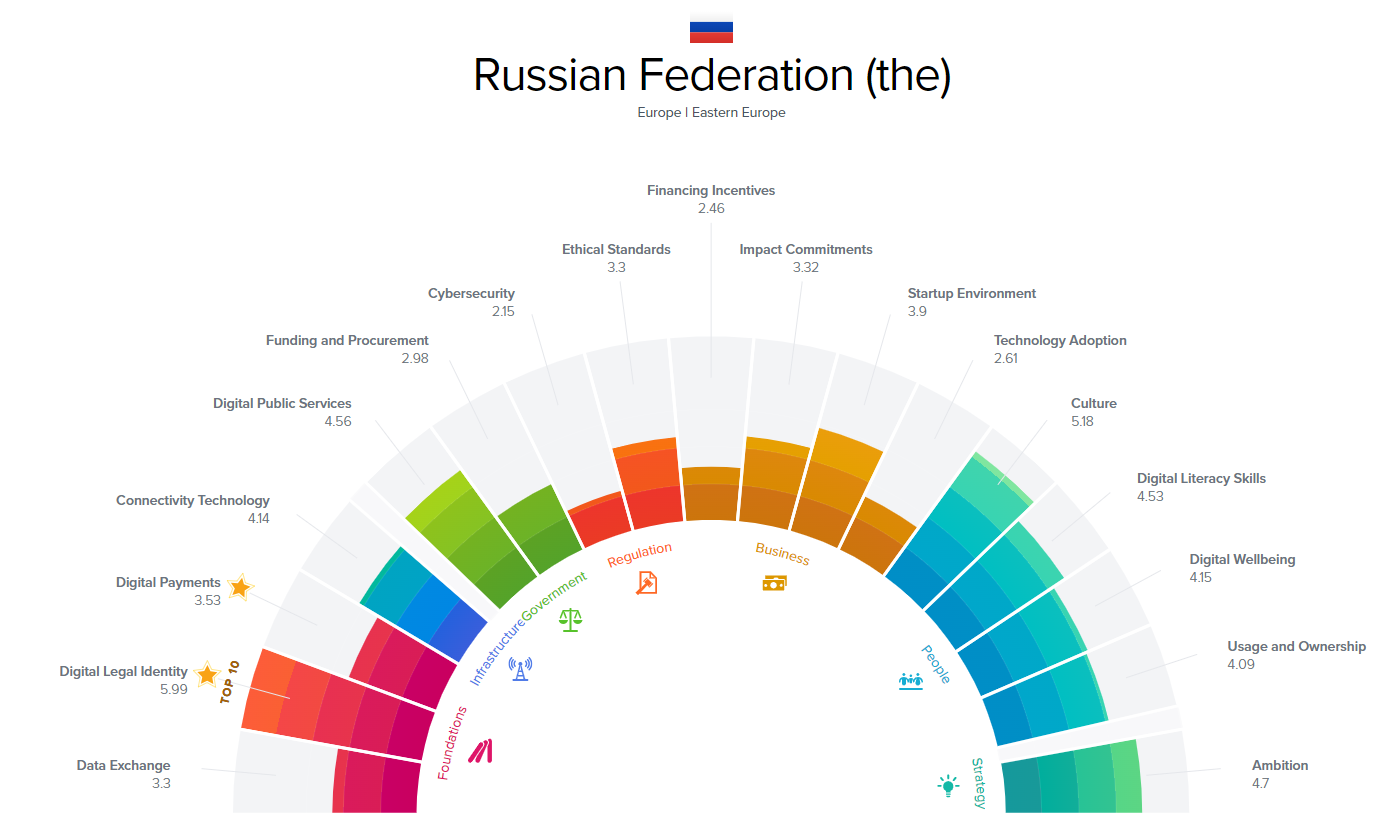 Russian Federation (the)
Europe | Eastern Europe
Financing Incentives
2.46
Ethical Standards
3.3
Impact Commitments
3.32
Cybersecurity
2.15
Startup Environment
3.9
Funding and Procurement
2.98
Technology Adoption
2.61
Digital Public Services
4.56
Culture
5.18
Connectivity Technology
4.14
Digital Literacy Skills
4.53
Digital Payments
3.53
Digital Wellbeing
4.15
Digital Legal Identity
5.99
TOP 10
Usage and Ownership
4.09
Data Exchange
3.3
Ambition
4.7
Foundations
Infrastructure
Government
Regulation
Business
People
Strategy